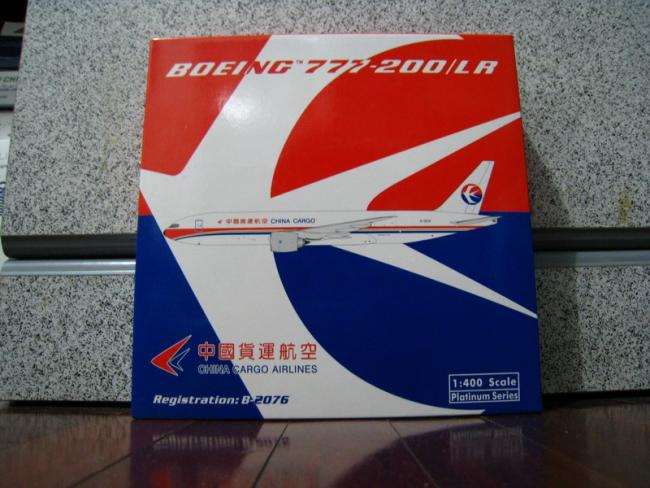 BOEING™ 777-200/LR
中國貨運航空 CHINA CARGO
中國貨運航空
CHINA CARGO AIRLINES
Registration: B-2076
1:400 Scale
Platinum Series